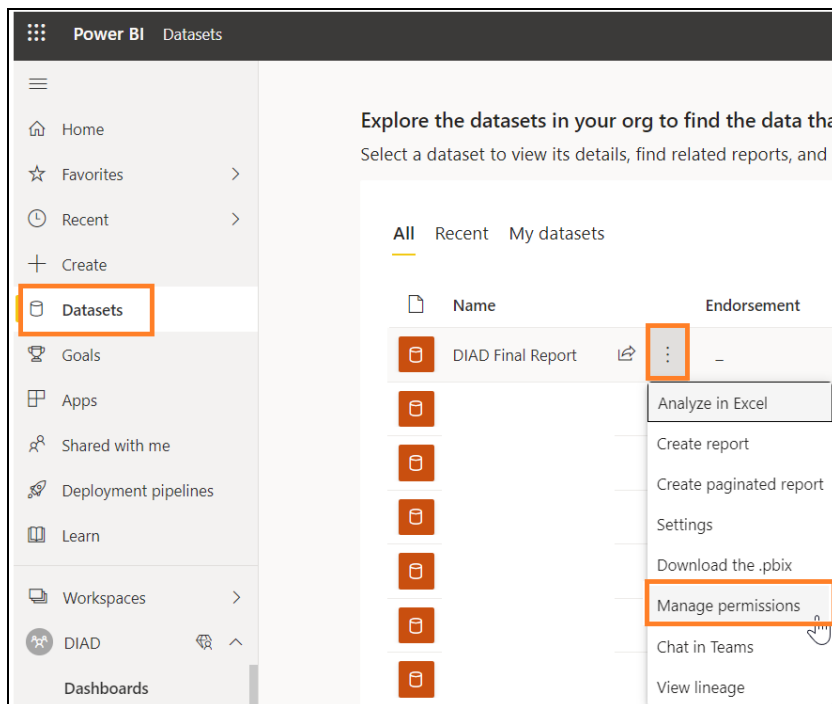 Power BI Datasets
Home
Favorites
Recent
Create
Datasets
Goals
Apps
Shared with me
Deployment pipelines
Learn
Workspaces
DIAD
Dashboards
Explore the datasets in your org to find the data tha
Select a dataset to view its details, find related reports, and
All Recent My datasets
Name Endorsement
DIAD Final Report –
Analyze in Excel
Create report
Create paginated report
Settings
Download the .pbix
Manage permissions
Chat in Teams
View lineage